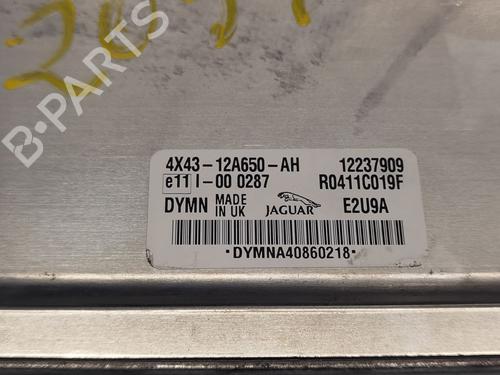 B-PARTS
4X43-12A650-AH 12237909
e11 I-00 0287 R0411C019F
DYMN MADE IN UK JAGUAR E2U9A
*DYMNA40860218*